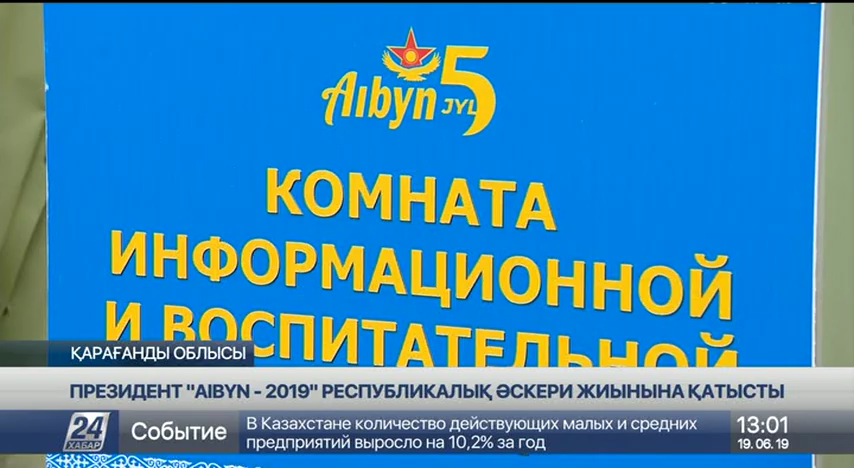 Aibyn 5
JYL
КОМНАТА
ИНФОРМАЦИОННОЙ
И ВОСПИТАТЕЛЬНОЙ
ҚАРАҒАНДЫ ОБЛЫСЫ
ПРЕЗИДЕНТ "AIBYN - 2019" РЕСПУБЛИКАЛЫҚ ӘСКЕРИ ЖИЫНЫНА ҚАТЫСТЫ
24
ХАБАР
Событие
В Казахстане количество действующих малых и средних
предприятий выросло на 10,2% за год
13:01
19.06.19